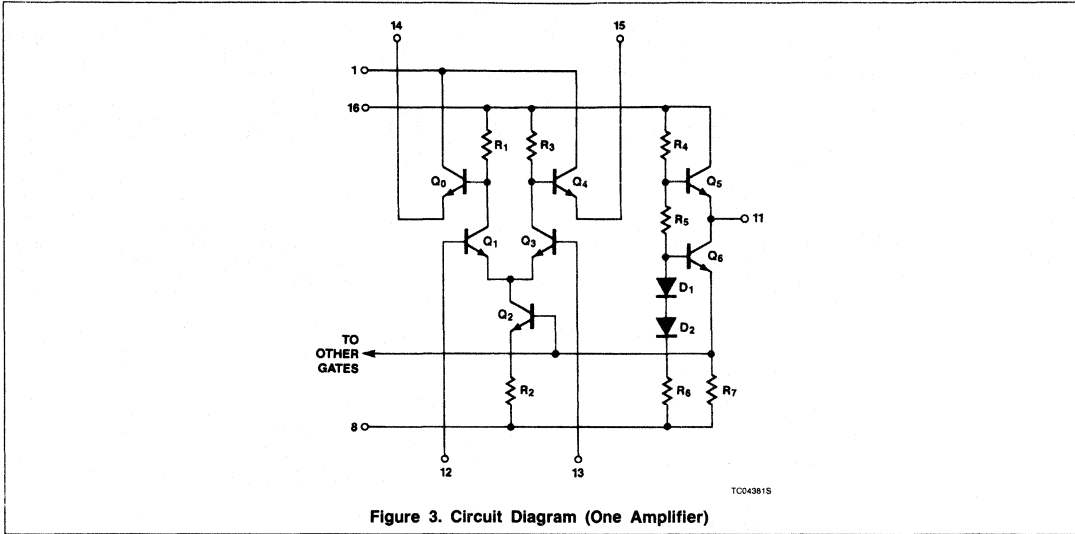 14
15
1
16
R1
R3
R4
Q0
Q4
Q5
R5
11
Q1
Q3
Q6
D1
Q2
D2
TO
OTHER
GATES
R2
R6
R7
8
12
13
TC04381S
Figure 3. Circuit Diagram (One Amplifier)